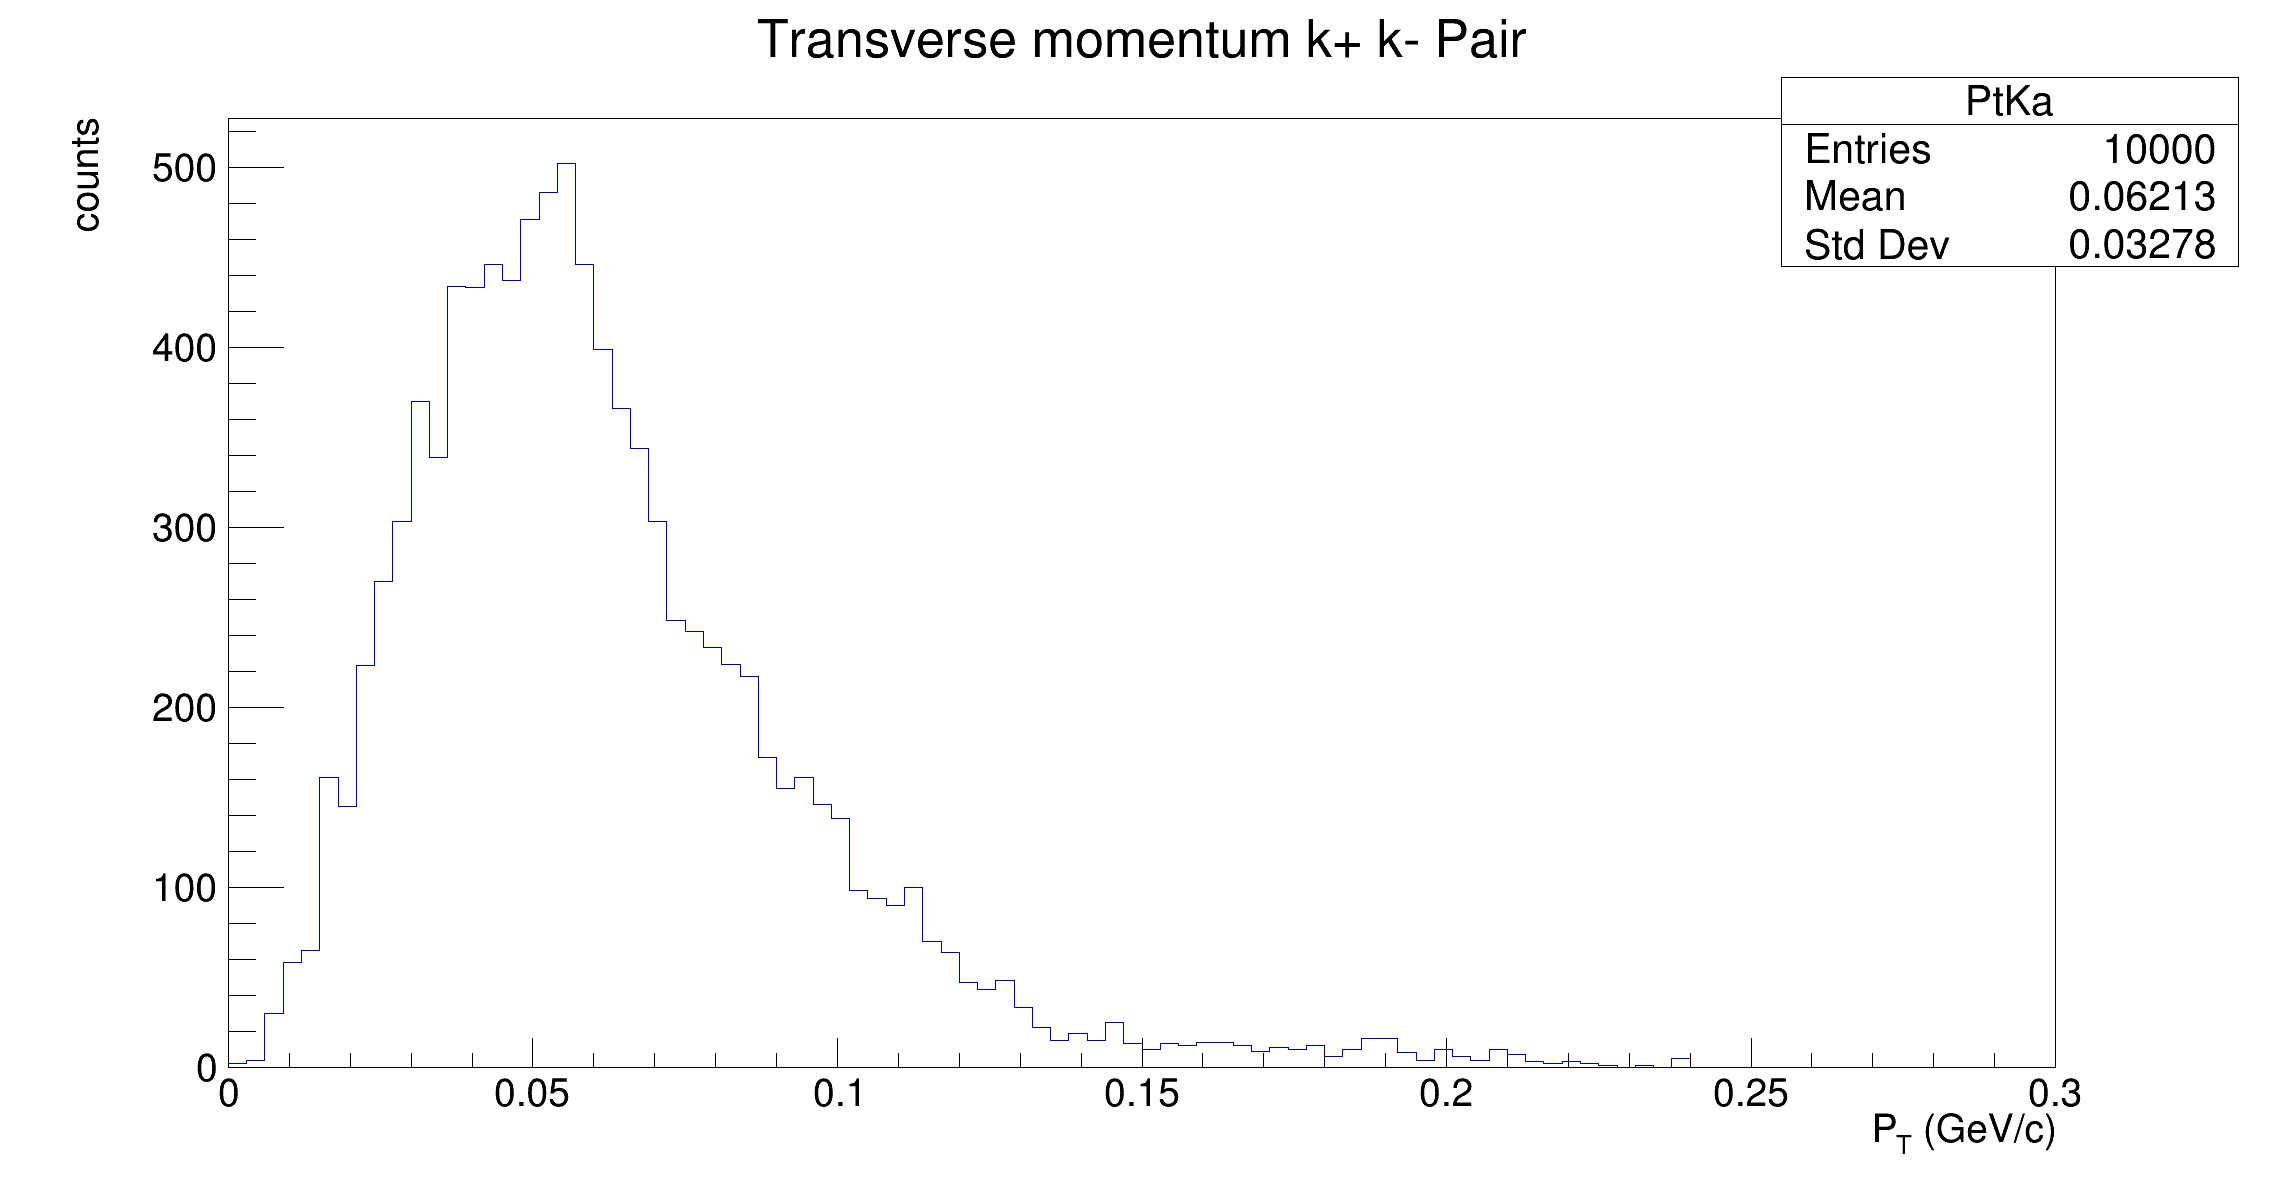 Transverse momentum k+ k- Pair
PtKa
Entries 10000
Mean 0.06213
Std Dev 0.03278
counts
500
400
300
200
100
0
0 0.05 0.1 0.15 0.2 0.25 0.3
P_T (GeV/c)